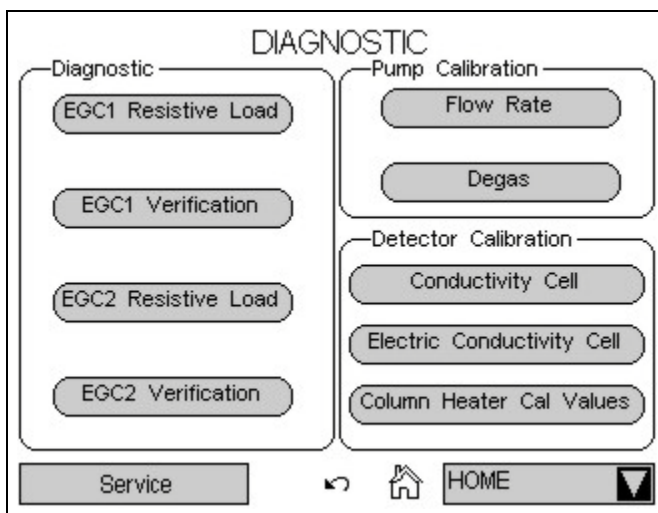 DIAGNOSTIC
Diagnostic
EGC1 Resistive Load
EGC1 Verification
EGC2 Resistive Load
EGC2 Verification
Pump Calibration
Flow Rate
Degas
Detector Calibration
Conductivity Cell
Electric Conductivity Cell
Column Heater Cal Values
Service
HOME